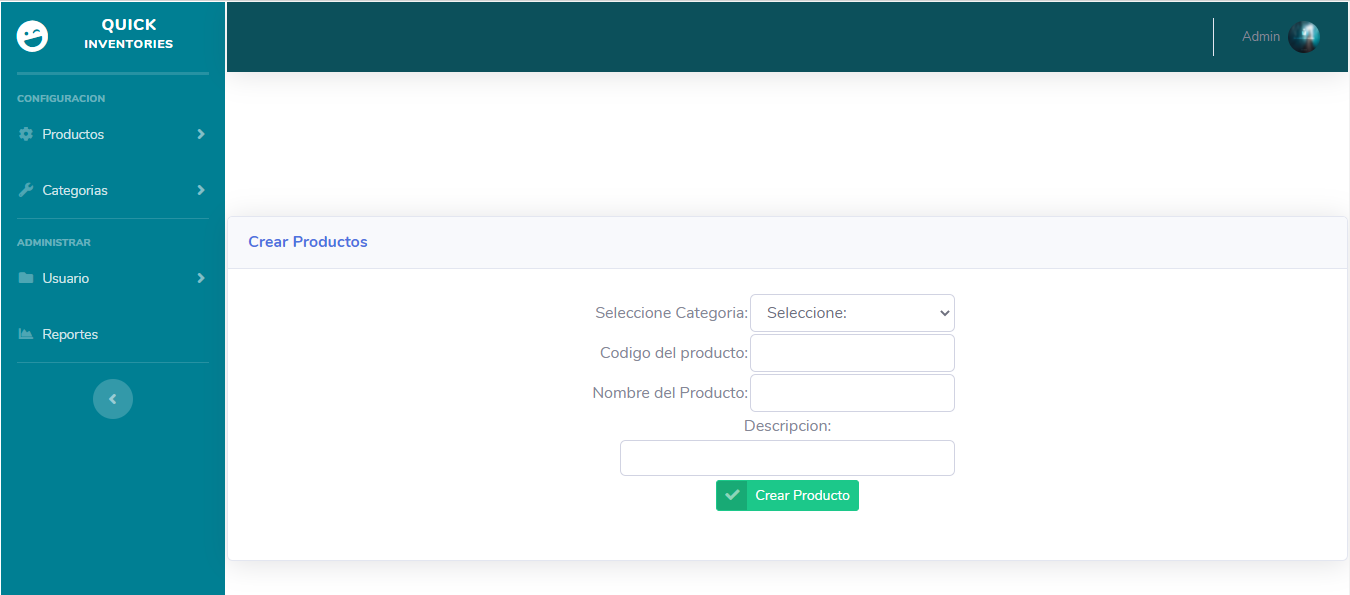 QUICK
INVENTORIES
Admin
CONFIGURACION
Productos
Categorias
ADMINISTRAR
Usuario
Reportes
Crear Productos
Seleccione Categoria: Seleccione:
Codigo del producto:
Nombre del Producto:
Descripcion:
Crear Producto